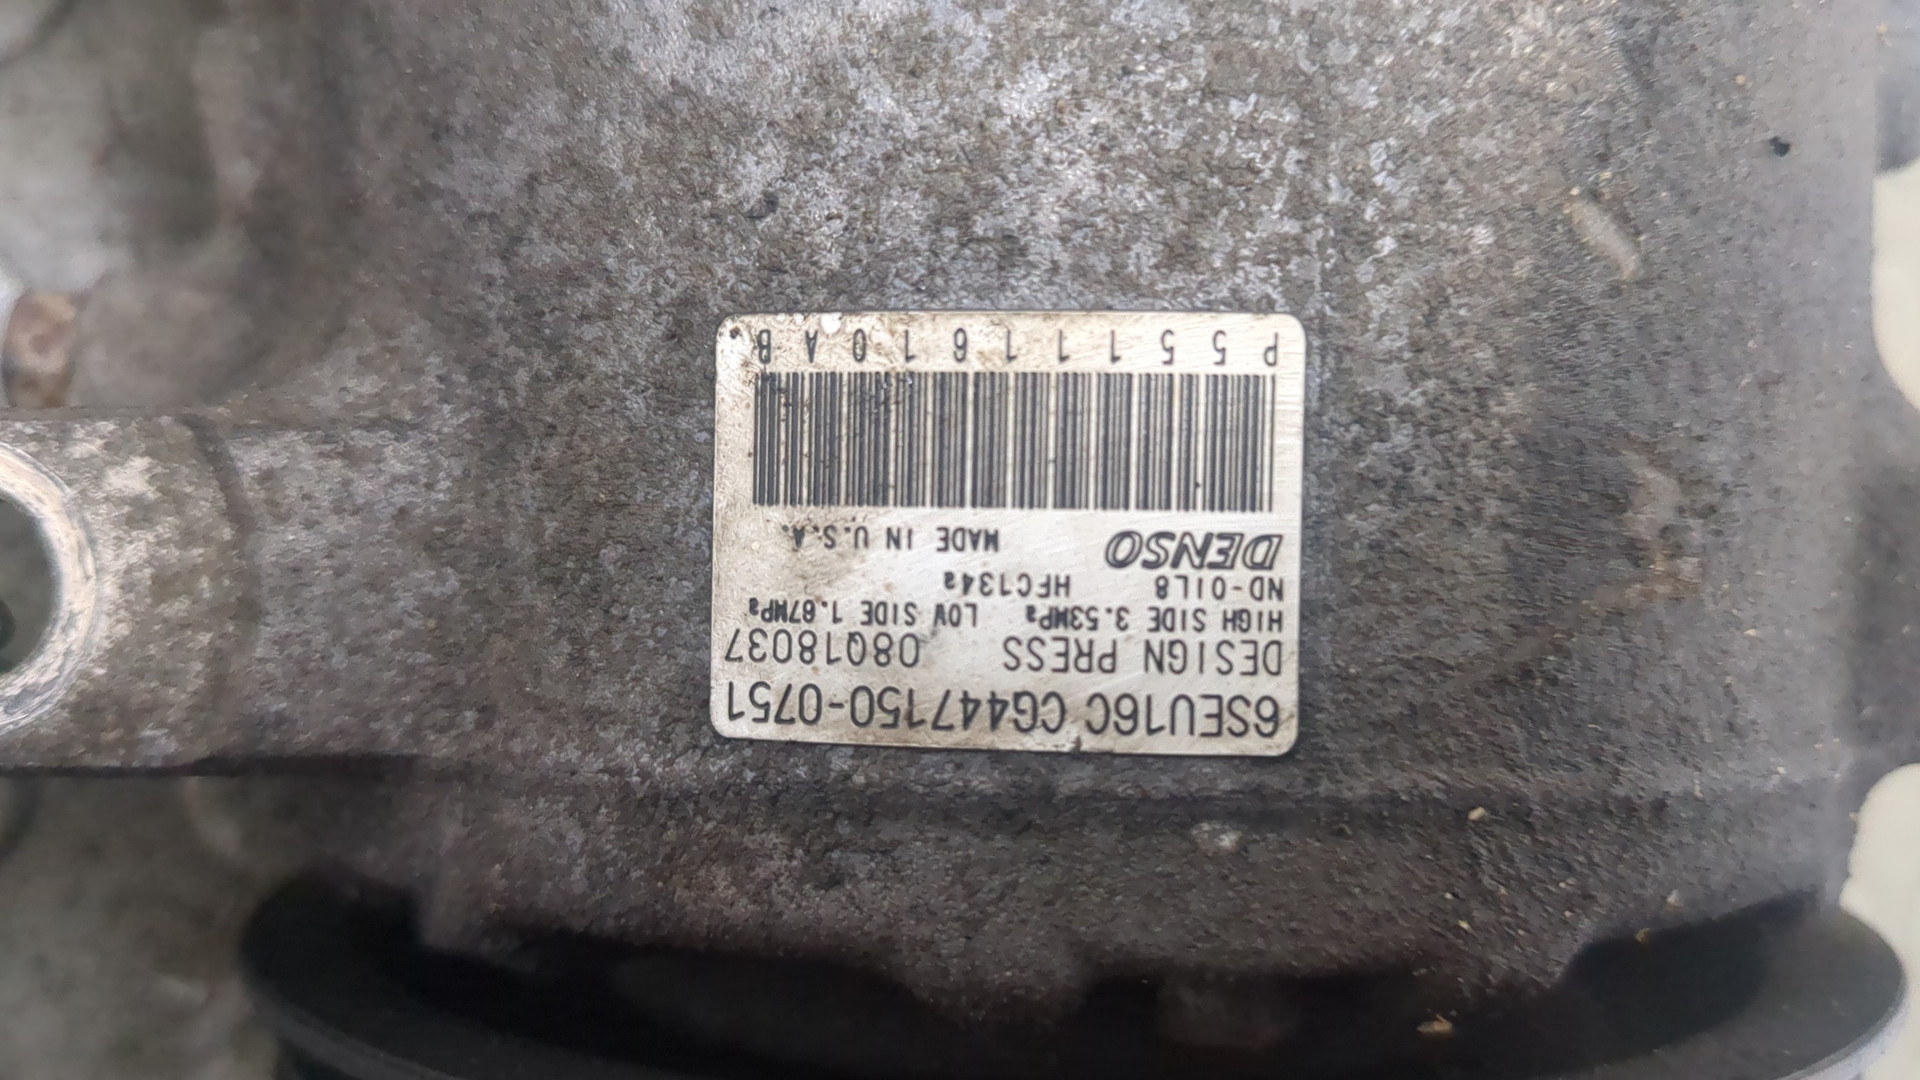 6SEU16C CG447150-0751
DESIGN PRESS 08Q18037
HIGH SIDE 3.53MPa LOW SIDE 1.67MPa
ND-OIL8 HFC134a
DENSO MADE IN U.S.A.
P55111610AB